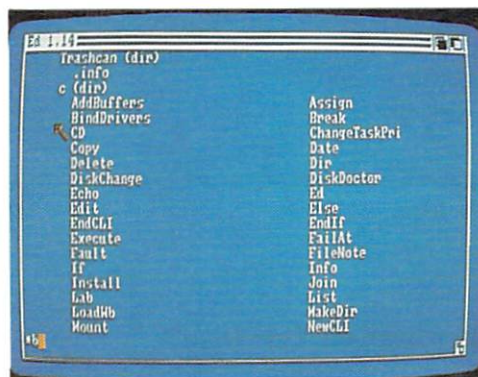 Ed 1.14
Trashcan (dir)
.info
c (dir)
AddBuffers Assign
BindDrivers Break
CD ChangeTaskPri
Copy Date
Delete Dir
DiskChange DiskDoctor
Echo Ed
Edit Else
EndCLI EndIf
Execute FailAt
Fault FileNote
If Info
Install Join
Lab List
LoadWb MakeDir
Mount NewCLI
*b